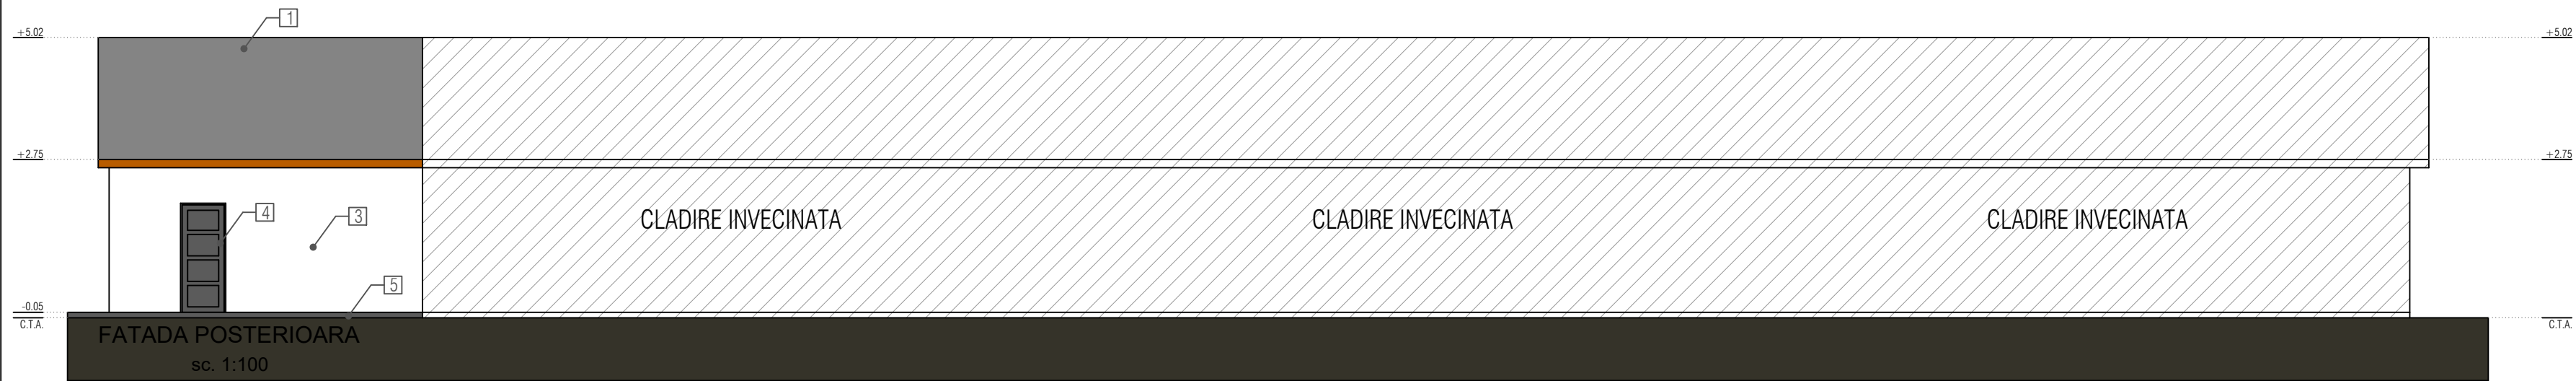 1
+5.02
+5.02
+2.75
+2.75
4
3
CLADIRE INVECINATA
CLADIRE INVECINATA
CLADIRE INVECINATA
5
-0.05
C.T.A.
C.T.A.
FATADA POSTERIOARA
sc. 1:100